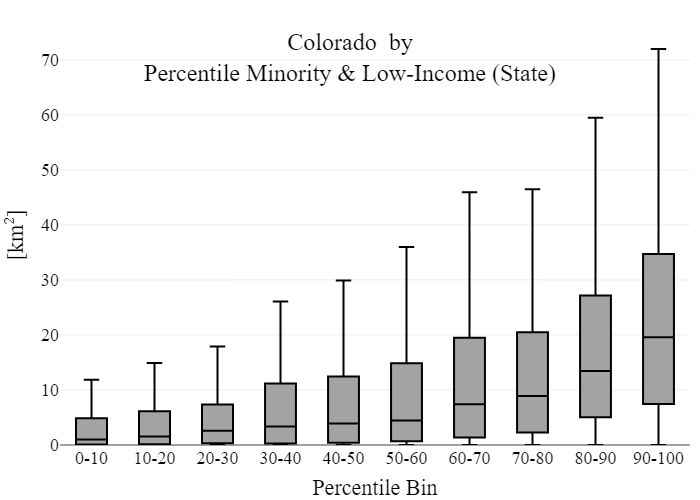 Colorado  by
Percentile Minority & Low-Income (State)
70
60
50
40
30
20
10
0
[km²]
0-10 10-20 20-30 30-40 40-50 50-60 60-70 70-80 80-90 90-100
Percentile Bin